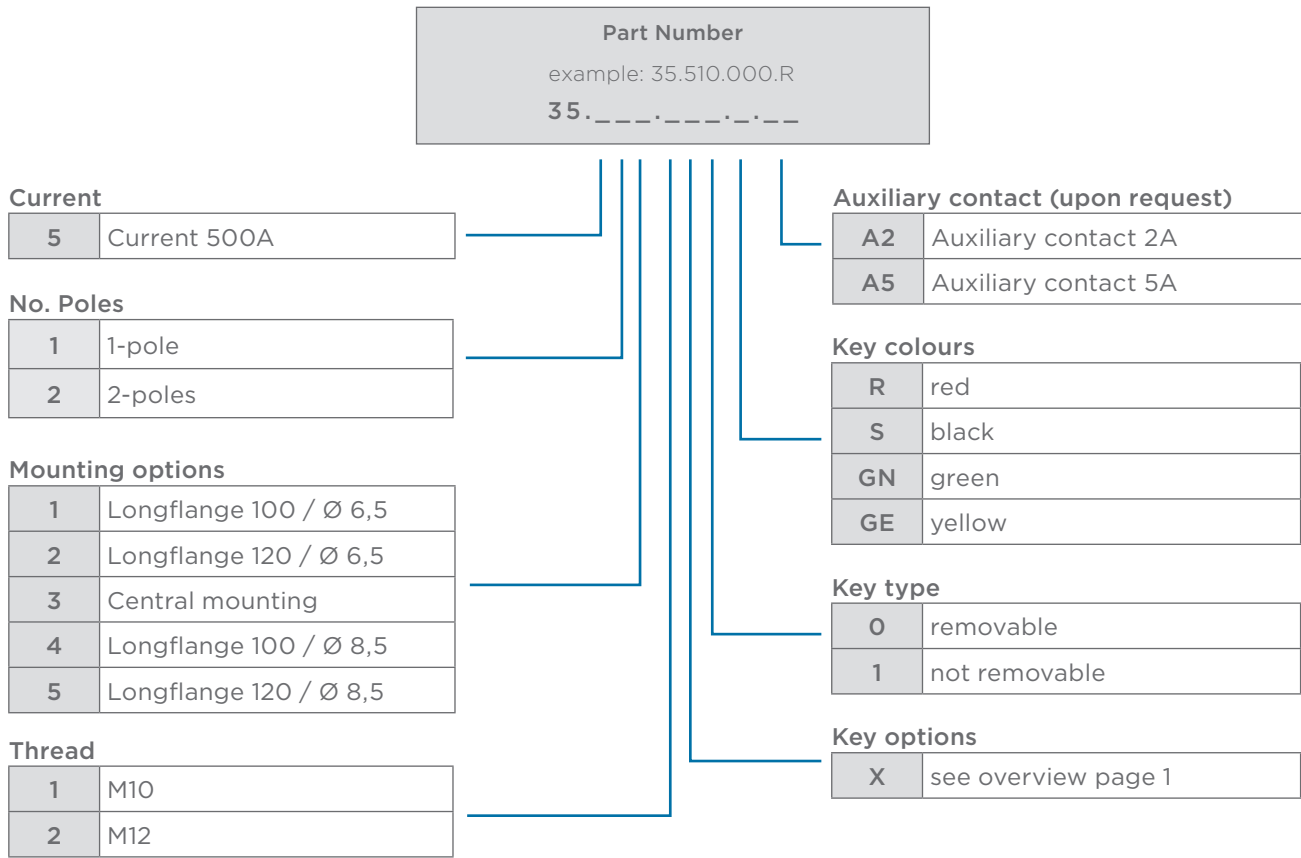 Part Number
example: 35.510.000.R
35._ _ _._ _ _._._ _
Current
5 Current 500A
No. Poles
1 1-pole
2 2-poles
Mounting options
1 Longflange 100 / Ø 6,5
2 Longflange 120 / Ø 6,5
3 Central mounting
4 Longflange 100 / Ø 8,5
5 Longflange 120 / Ø 8,5
Thread
1 M10
2 M12
Auxiliary contact (upon request)
A2 Auxiliary contact 2A
A5 Auxiliary contact 5A
Key colours
R red
S black
GN green
GE yellow
Key type
0 removable
1 not removable
Key options
X see overview page 1